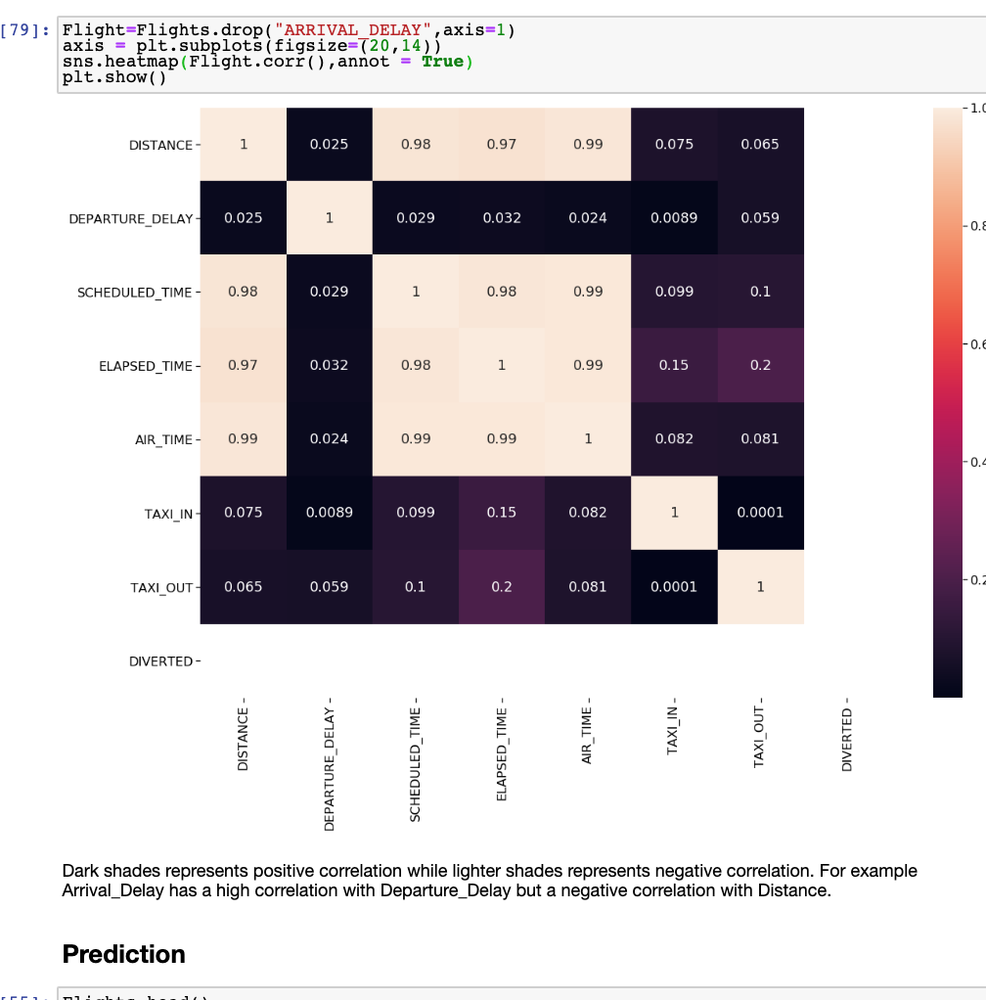 [79]: Flight=Flights.drop("ARRIVAL_DELAY",axis=1)
axis = plt.subplots(figsize=(20,14))
sns.heatmap(Flight.corr(),annot = True)
plt.show()
1.0
DISTANCE 1 0.025 0.98 0.97 0.99 0.075 0.065
0.8
DEPARTURE_DELAY 0.025 1 0.029 0.032 0.024 0.0089 0.059
SCHEDULED_TIME 0.98 0.029 1 0.98 0.99 0.099 0.1
0.6
ELAPSED_TIME 0.97 0.032 0.98 1 0.99 0.15 0.2
AIR_TIME 0.99 0.024 0.99 0.99 1 0.082 0.081
0.4
TAXI_IN 0.075 0.0089 0.099 0.15 0.082 1 0.0001
0.2
TAXI_OUT 0.065 0.059 0.1 0.2 0.081 0.0001 1
DIVERTED
DISTANCE
DEPARTURE_DELAY
SCHEDULED_TIME
ELAPSED_TIME
AIR_TIME
TAXI_IN
TAXI_OUT
DIVERTED
Dark shades represents positive correlation while lighter shades represents negative correlation. For example
Arrival_Delay has a high correlation with Departure_Delay but a negative correlation with Distance.
Prediction